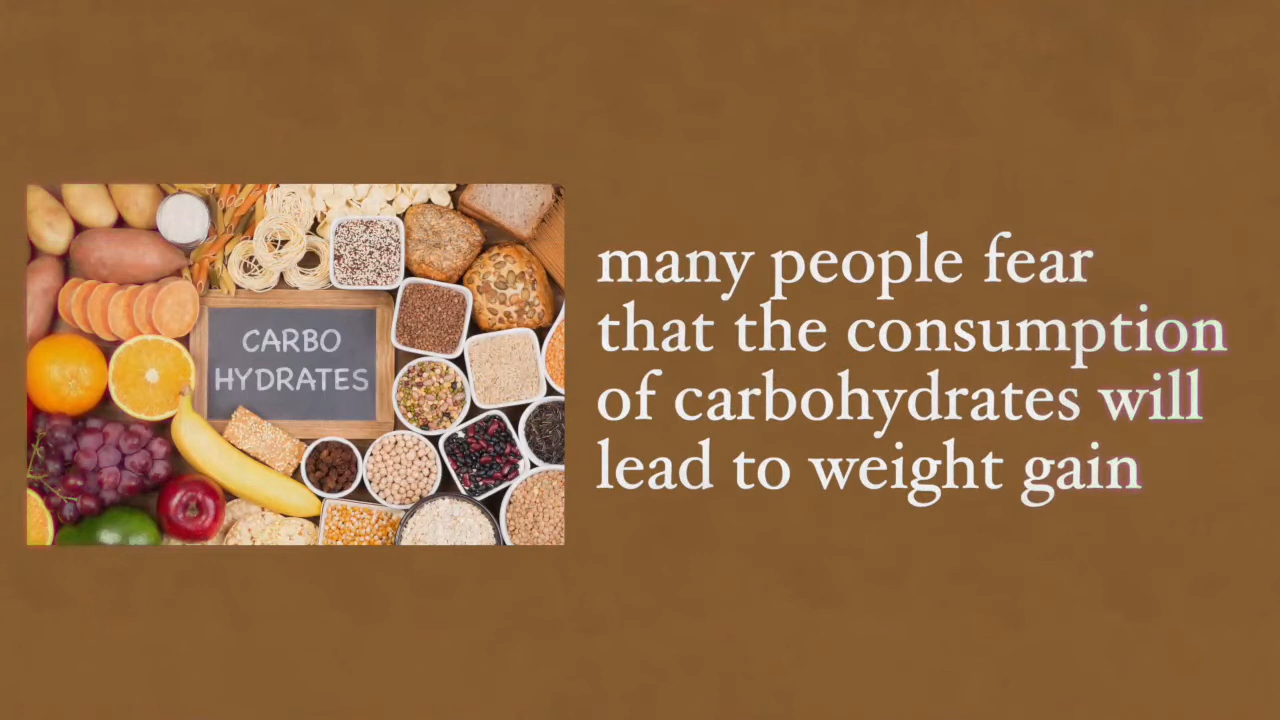 CARBO
HYDRATES
many people fear
that the consumption
of carbohydrates will
lead to weight gain